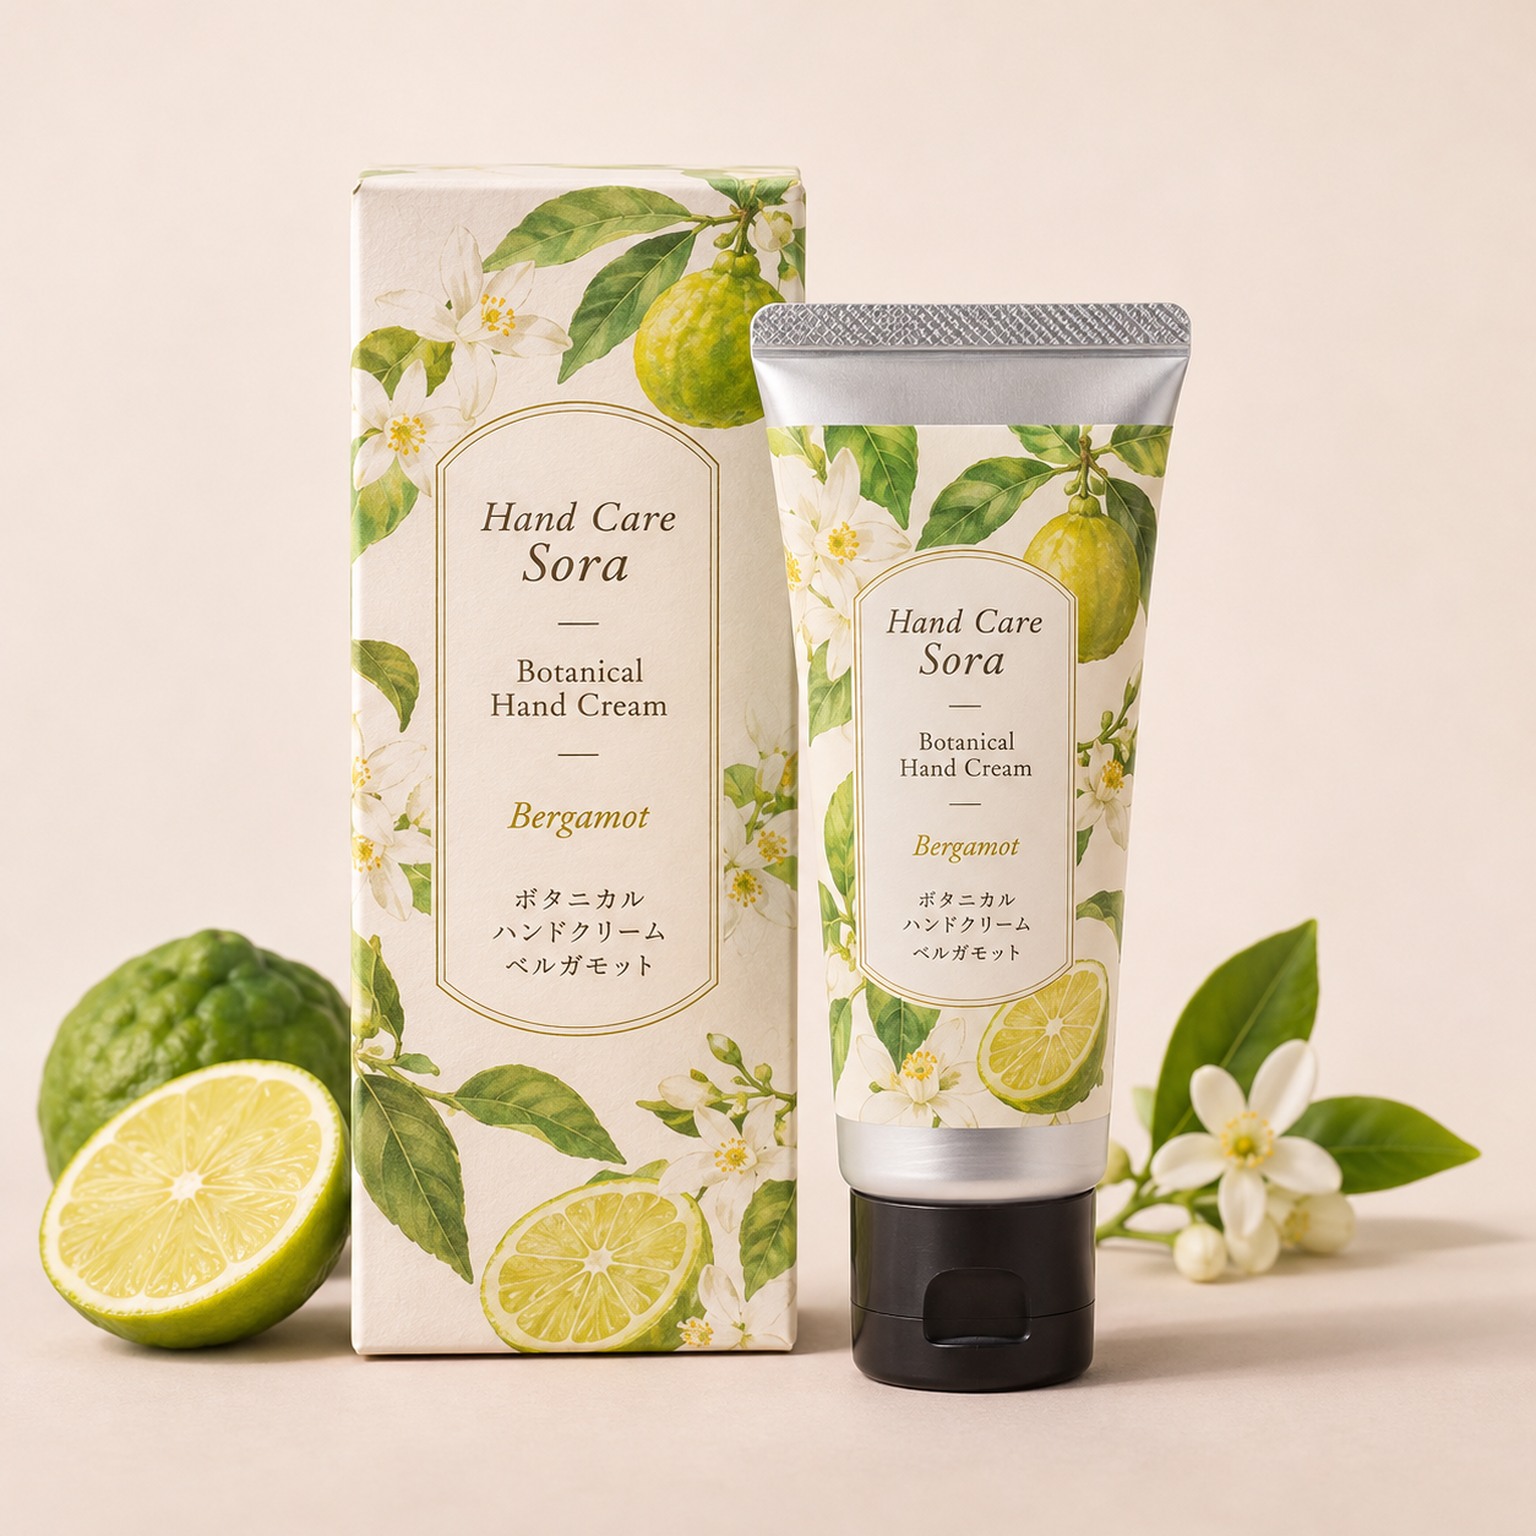 Hand Care
Sora
Botanical
Hand Cream
Bergamot
ボタニカル
ハンドクリーム
ベルガモット
Hand Care
Sora
Botanical
Hand Cream
Bergamot
ボタニカル
ハンドクリーム
ベルガモット